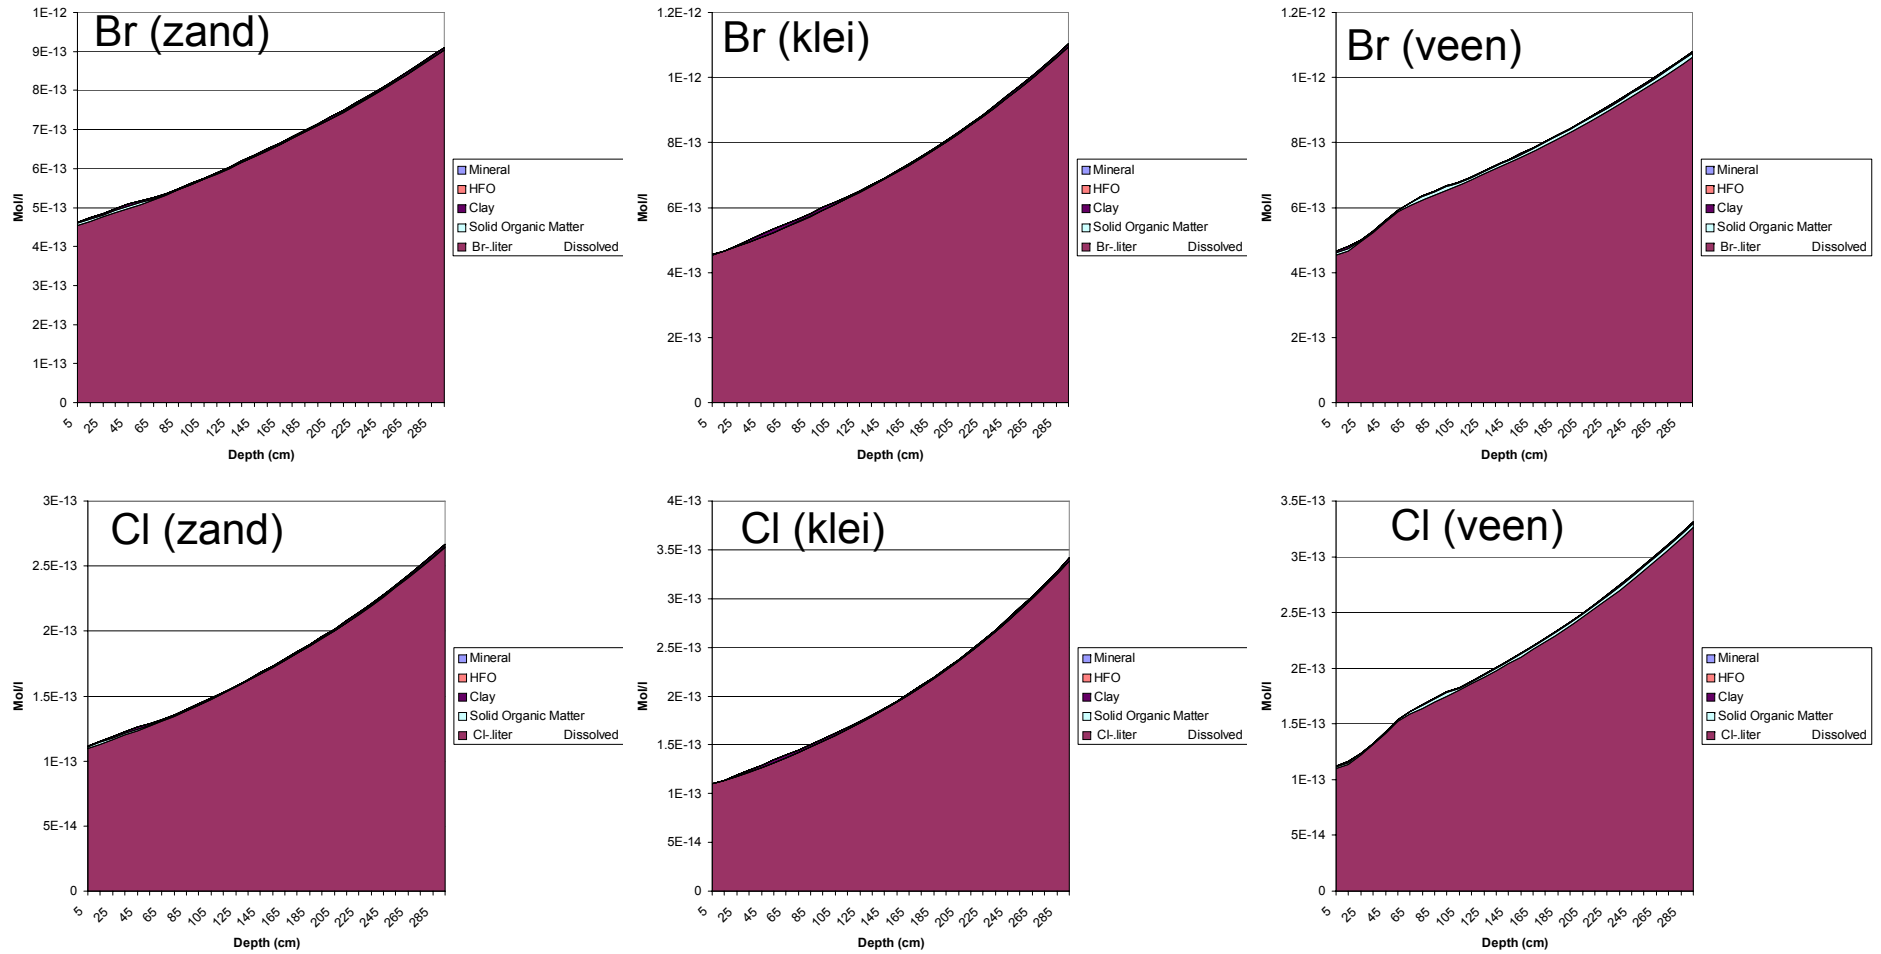 Br (zand)
1E-12
9E-13
8E-13
7E-13
6E-13
5E-13
4E-13
3E-13
2E-13
1E-13
0
Mol/l
5 25 45 65 85 105 125 145 165 185 205 225 245 265 285
Depth (cm)
Mineral
HFO
Clay
Solid Organic Matter
Br-.liter Dissolved
Br (klei)
1.2E-12
1E-12
8E-13
6E-13
4E-13
2E-13
0
Mol/l
5 25 45 65 85 105 125 145 165 185 205 225 245 265 285
Depth (cm)
Mineral
HFO
Clay
Solid Organic Matter
Br-.liter Dissolved
Br (veen)
1.2E-12
1E-12
8E-13
6E-13
4E-13
2E-13
0
Mol/l
5 25 45 65 85 105 125 145 165 185 205 225 245 265 285
Depth (cm)
Mineral
HFO
Clay
Solid Organic Matter
Br-.liter Dissolved
Cl (zand)
3E-13
2.5E-13
2E-13
1.5E-13
1E-13
5E-14
0
Mol/l
5 25 45 65 85 105 125 145 165 185 205 225 245 265 285
Depth (cm)
Mineral
HFO
Clay
Solid Organic Matter
Cl-.liter Dissolved
Cl (klei)
4E-13
3.5E-13
3E-13
2.5E-13
2E-13
1.5E-13
1E-13
5E-14
0
Mol/l
5 25 45 65 85 105 125 145 165 185 205 225 245 265 285
Depth (cm)
Mineral
HFO
Clay
Solid Organic Matter
Cl-.liter Dissolved
Cl (veen)
3.5E-13
3E-13
2.5E-13
2E-13
1.5E-13
1E-13
5E-14
0
Mol/l
5 25 45 65 85 105 125 145 165 185 205 225 245 265 285
Depth (cm)
Mineral
HFO
Clay
Solid Organic Matter
Cl-.liter Dissolved